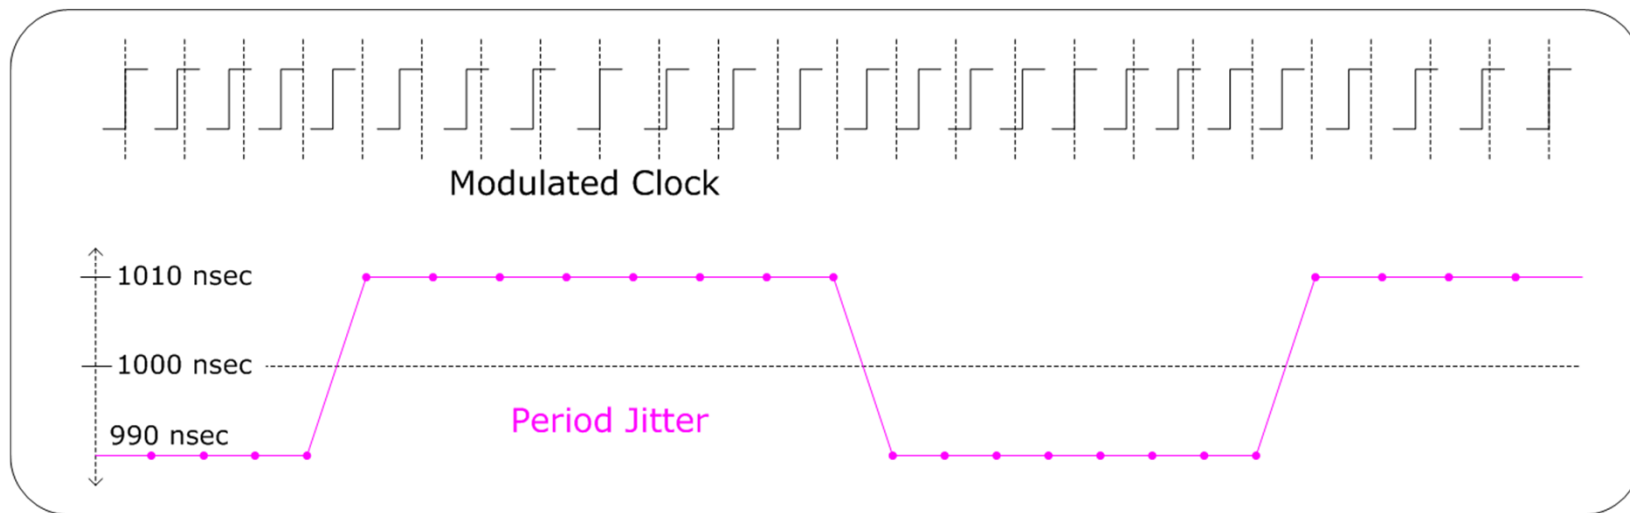 Modulated Clock
1010 nsec
1000 nsec
990 nsec
Period Jitter